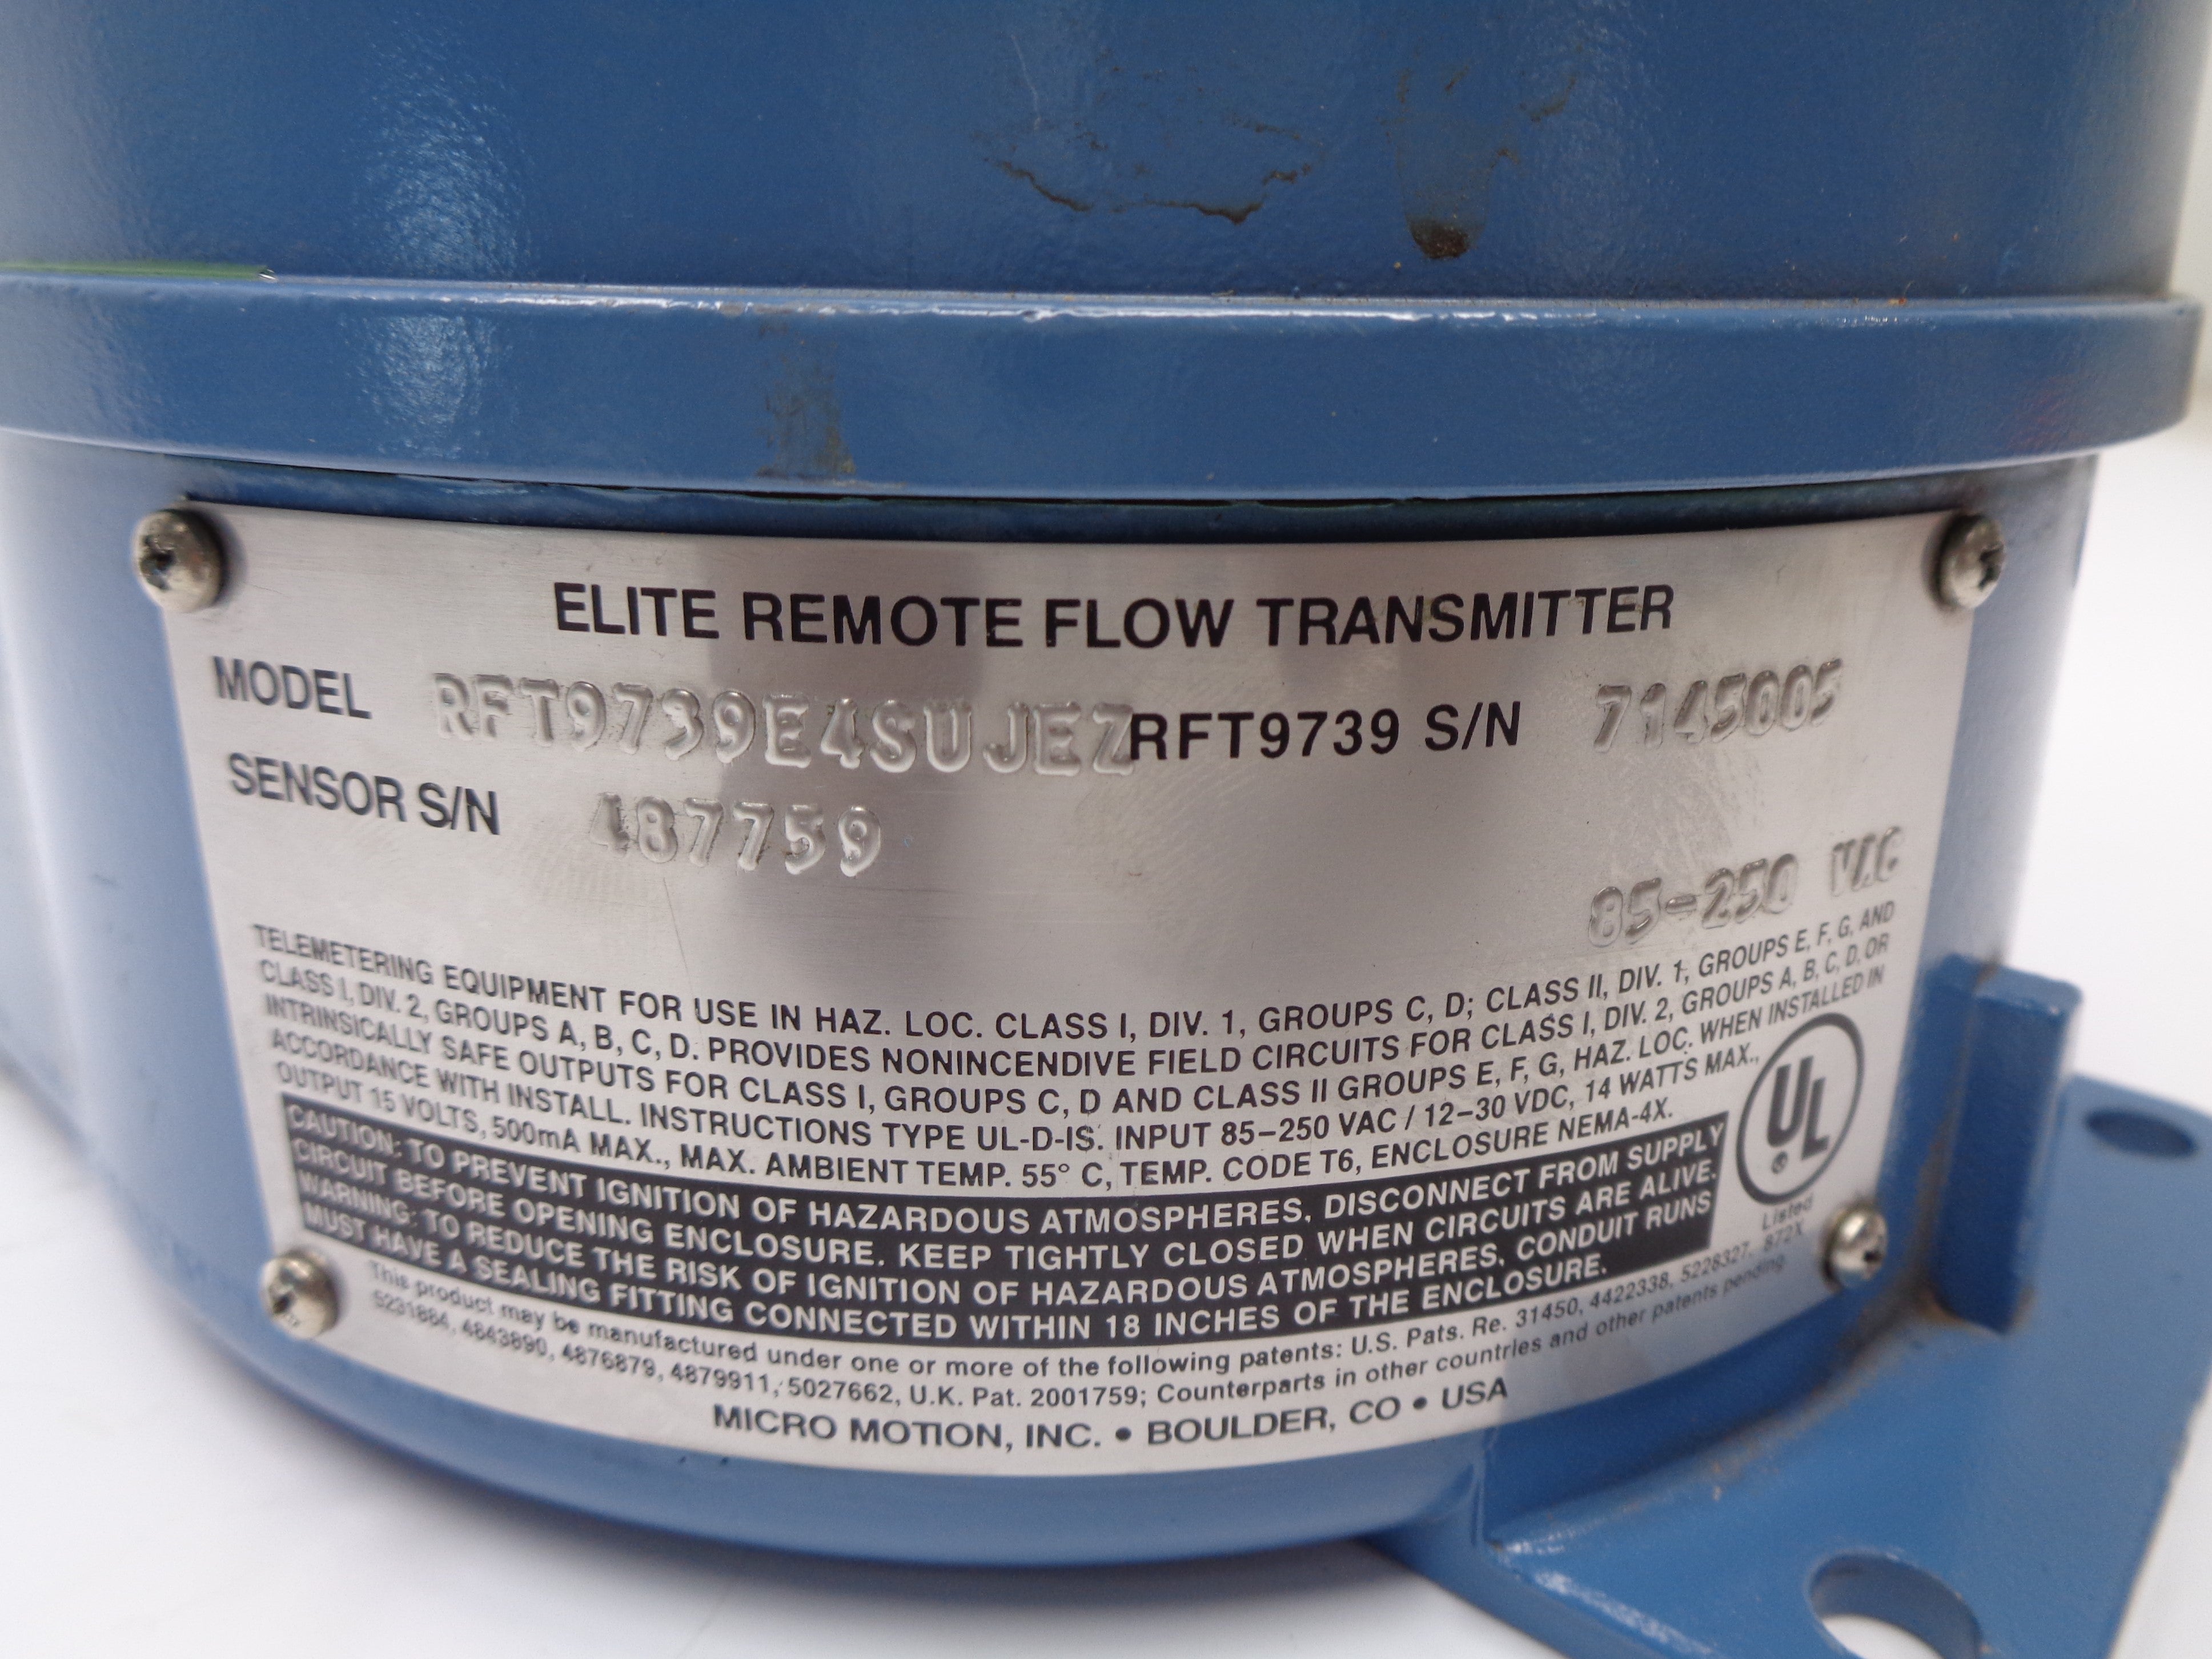 ELITE REMOTE FLOW TRANSMITTER
MODEL RFT9739E4SUJEZ RFT9739 S/N 7145005
SENSOR S/N 487759
85-250 VAC
TELEMETERING EQUIPMENT FOR USE IN HAZ. LOC. CLASS I, DIV. 1, GROUPS C, D; CLASS II, DIV. 1, GROUPS E, F, G, AND
CLASS I, DIV. 2, GROUPS A, B, C, D. PROVIDES NONINCENDIVE FIELD CIRCUITS FOR CLASS I, DIV. 2, GROUPS A, B, C, D, OR
INTRINSICALLY SAFE OUTPUTS FOR CLASS I, GROUPS C, D AND CLASS II GROUPS E, F, G, HAZ. LOC. WHEN INSTALLED IN
ACCORDANCE WITH INSTALL. INSTRUCTIONS TYPE UL-D-IS. INPUT 85–250 VAC / 12–30 VDC, 14 WATTS MAX.,
OUTPUT 15 VOLTS, 500mA MAX., MAX. AMBIENT TEMP. 55° C, TEMP. CODE T6, ENCLOSURE NEMA-4X.
CAUTION: TO PREVENT IGNITION OF HAZARDOUS ATMOSPHERES, DISCONNECT FROM SUPPLY
CIRCUIT BEFORE OPENING ENCLOSURE. KEEP TIGHTLY CLOSED WHEN CIRCUITS ARE ALIVE.
WARNING: TO REDUCE THE RISK OF IGNITION OF HAZARDOUS ATMOSPHERES, CONDUIT RUNS
MUST HAVE A SEALING FITTING CONNECTED WITHIN 18 INCHES OF THE ENCLOSURE.
UL ®
Listed
872X
This product may be manufactured under one or more of the following patents: U.S. Pats. Re. 31450, 4422338, 5228327,
5231884, 4843890, 4876879, 4879911, 5027662, U.K. Pat. 2001759; Counterparts in other countries and other patents pending.
MICRO MOTION, INC. • BOULDER, CO • USA